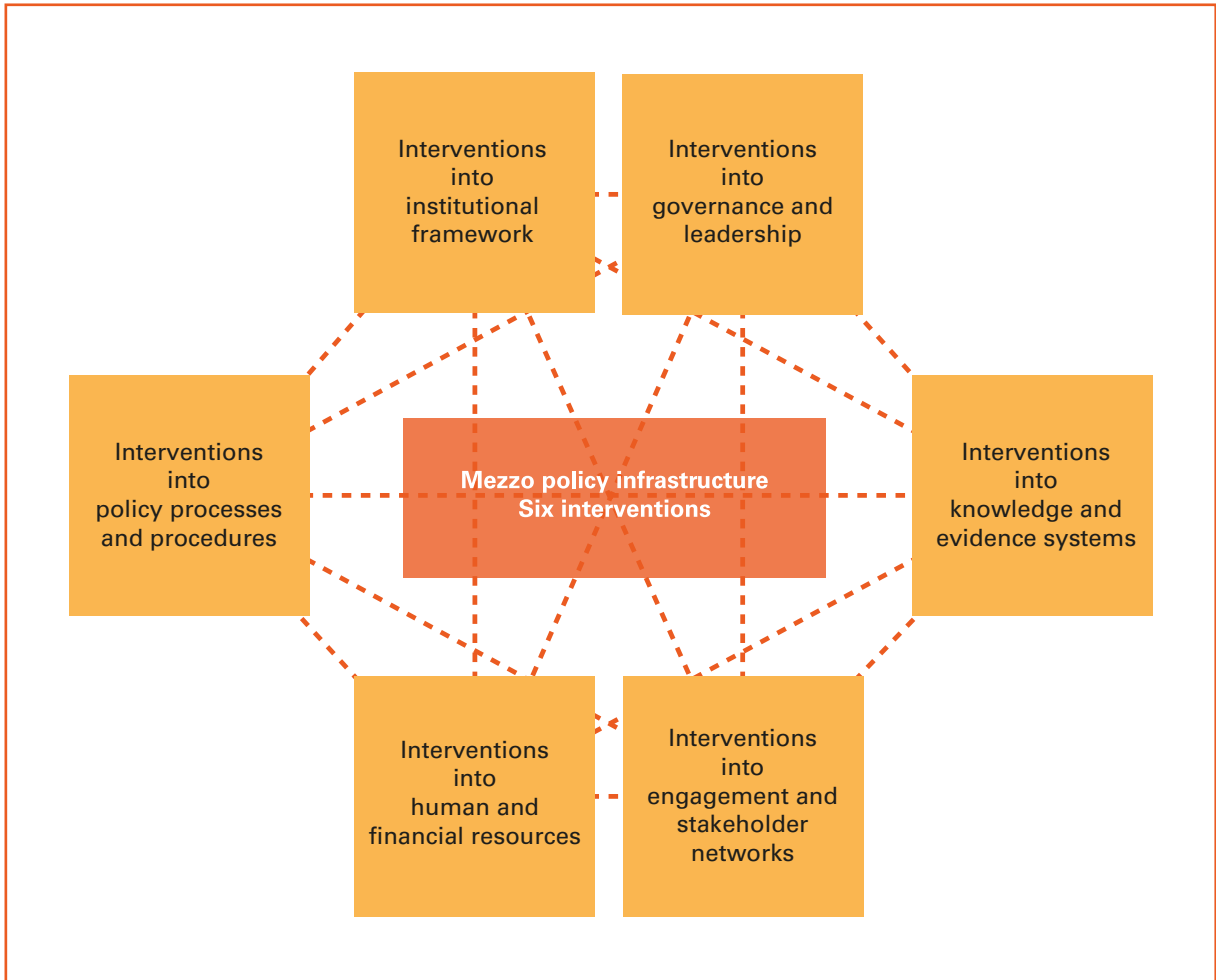 Interventions
into
institutional
framework
Interventions
into
governance and
leadership
Interventions
into
policy processes
and procedures
Mezzo policy infrastructure
Six interventions
Interventions
into
knowledge and
evidence systems
Interventions
into
human and
financial resources
Interventions
into
engagement and
stakeholder
networks